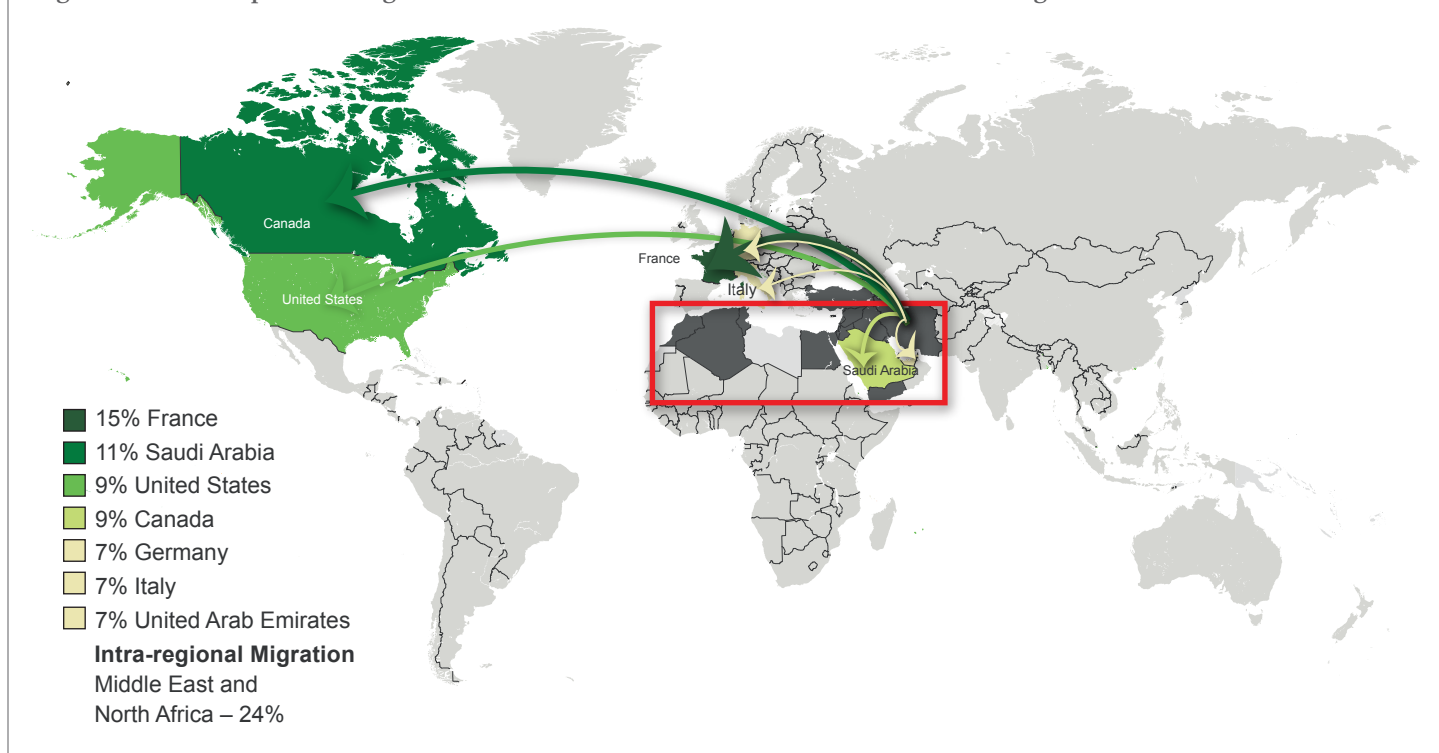 Canada
France
Italy
United States
Saudi Arabia
15% France
11% Saudi Arabia
9% United States
9% Canada
7% Germany
7% Italy
7% United Arab Emirates
Intra-regional Migration
Middle East and
North Africa – 24%